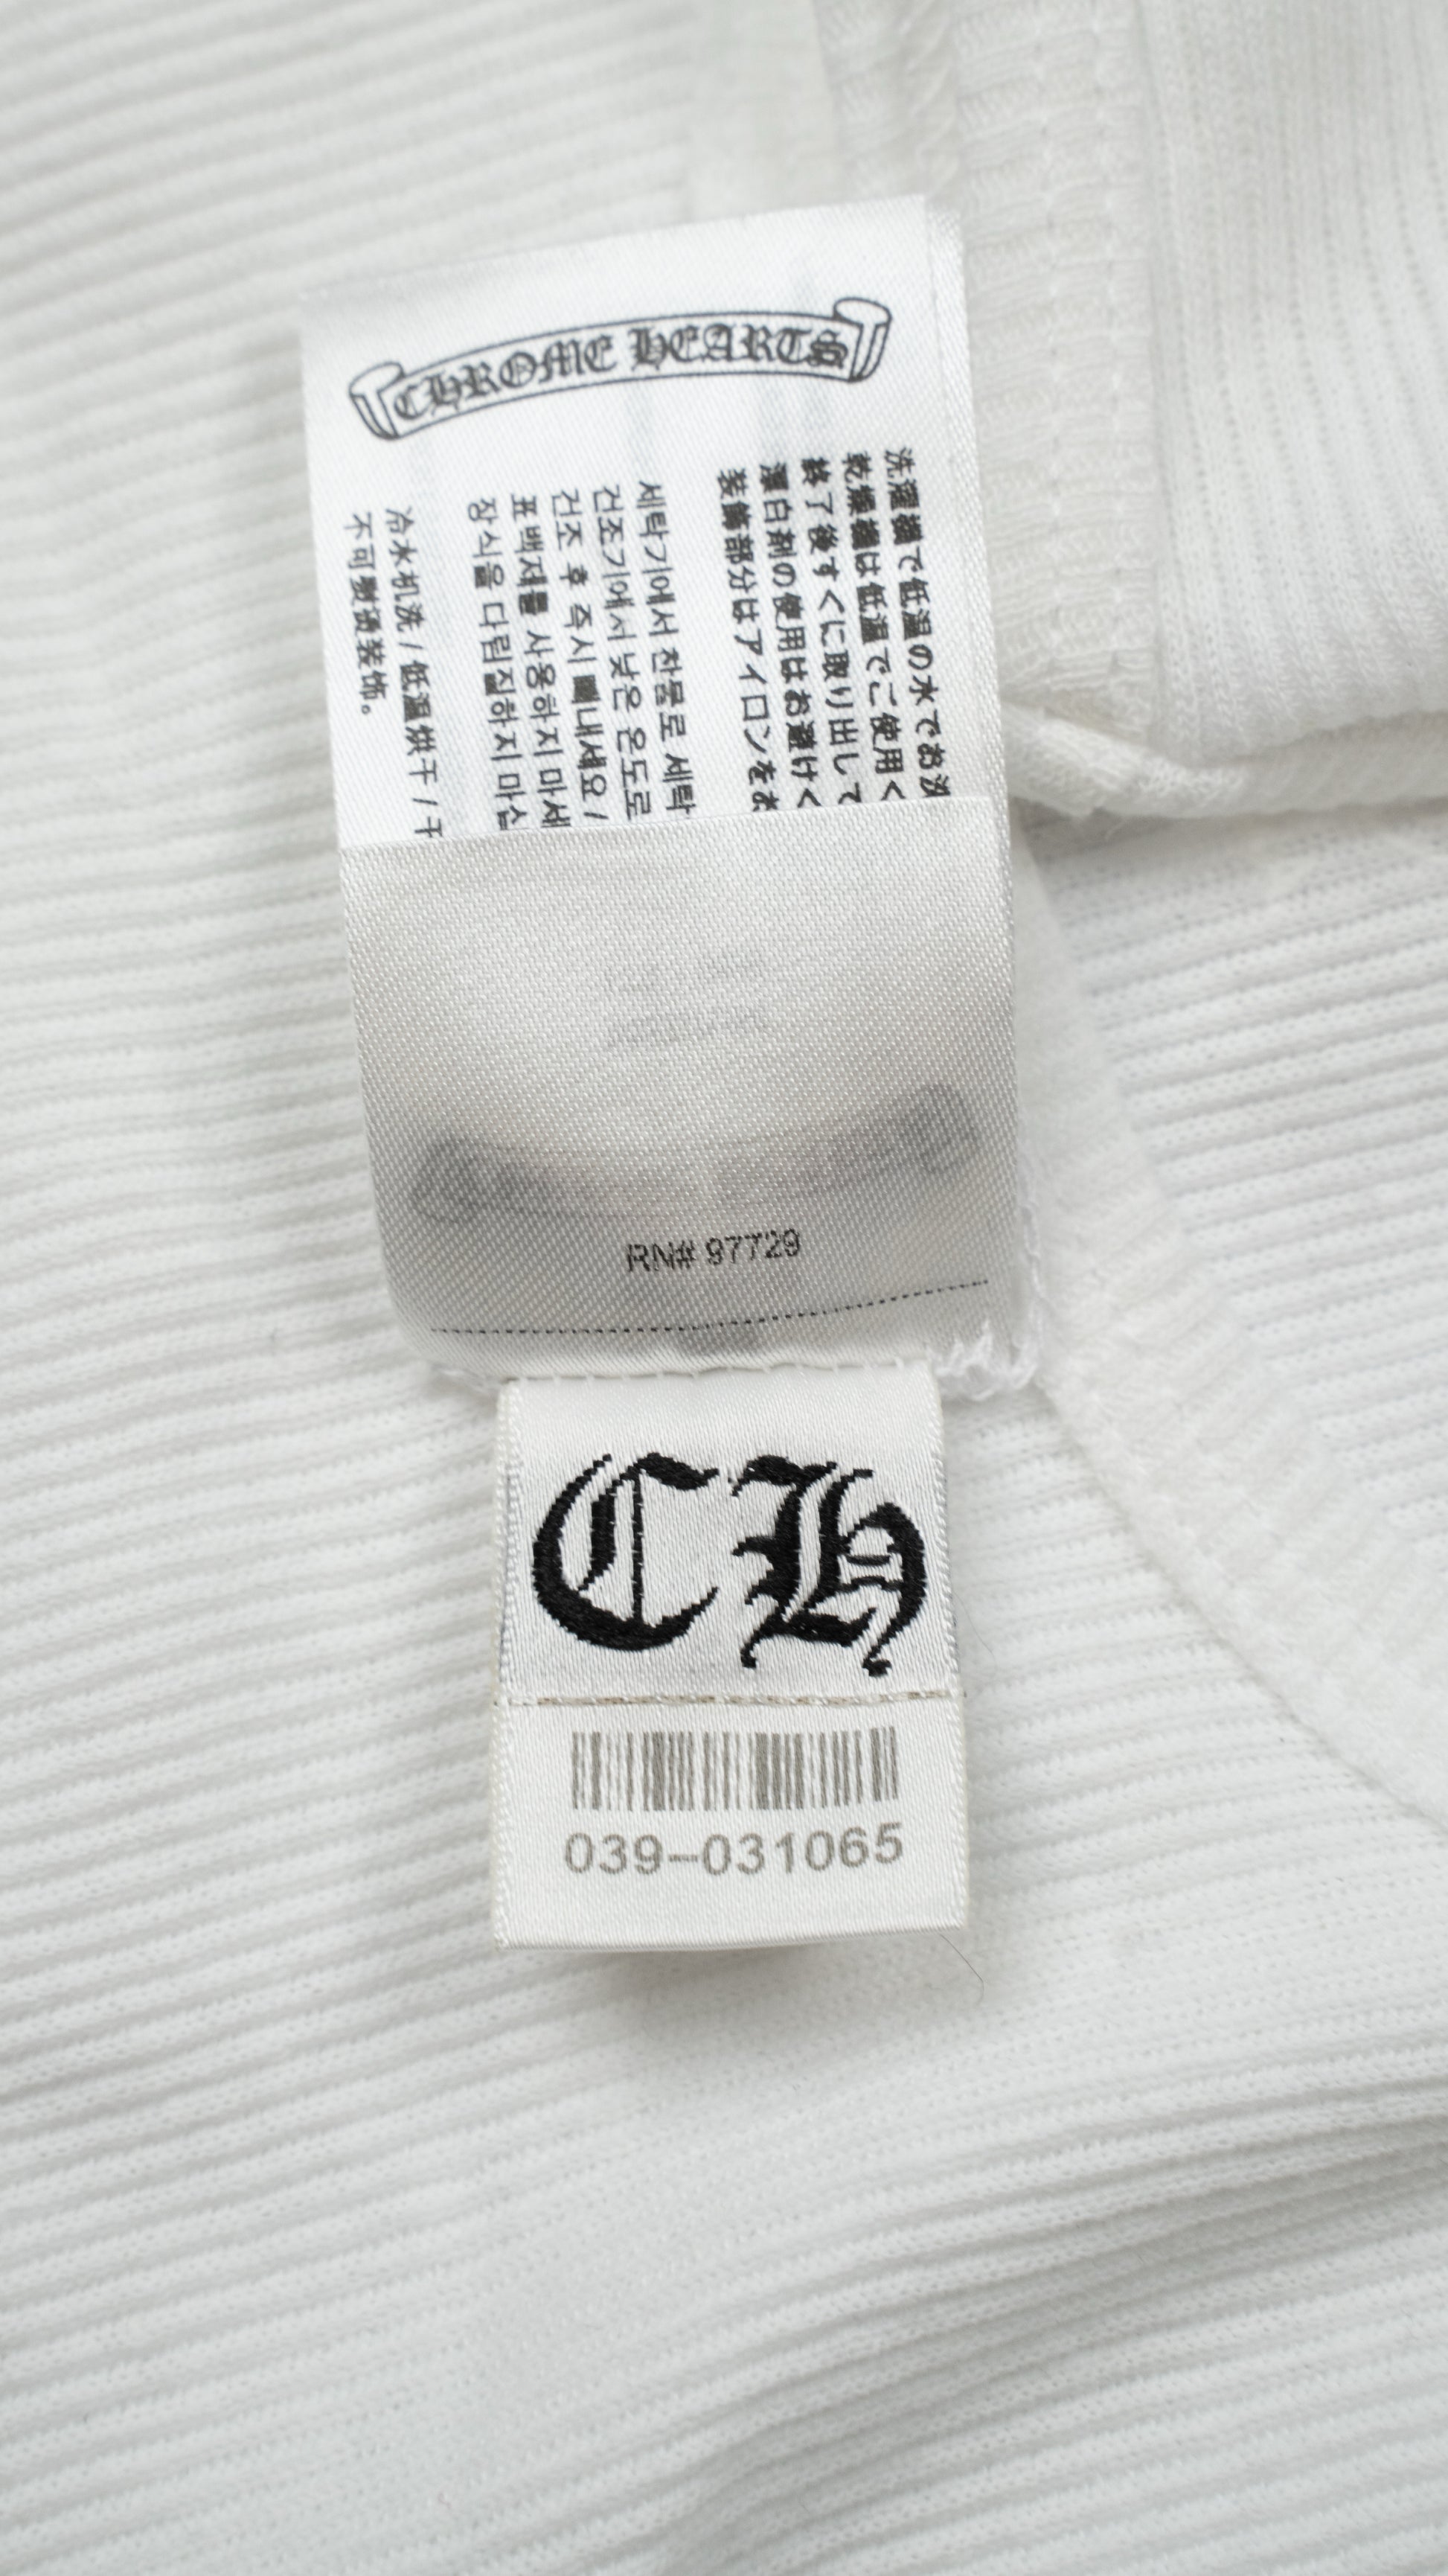 CHROME HEARTS
洗濯機で低温の水でお洗
乾燥機は低温でご使用く
終了後すぐに取り出して
漂白剤の使用はお避けく
装飾部分はアイロンをお
세탁기에서 찬물로 세탁
건조기에서 낮은 온도로
건조 후 즉시 빼내세요 /
표백제를 사용하지 마세
장식을 다림질하지 마십
冷水机洗 / 低温烘干 / 干
不可熨烫装饰。
RN# 97729
CH
039-031065